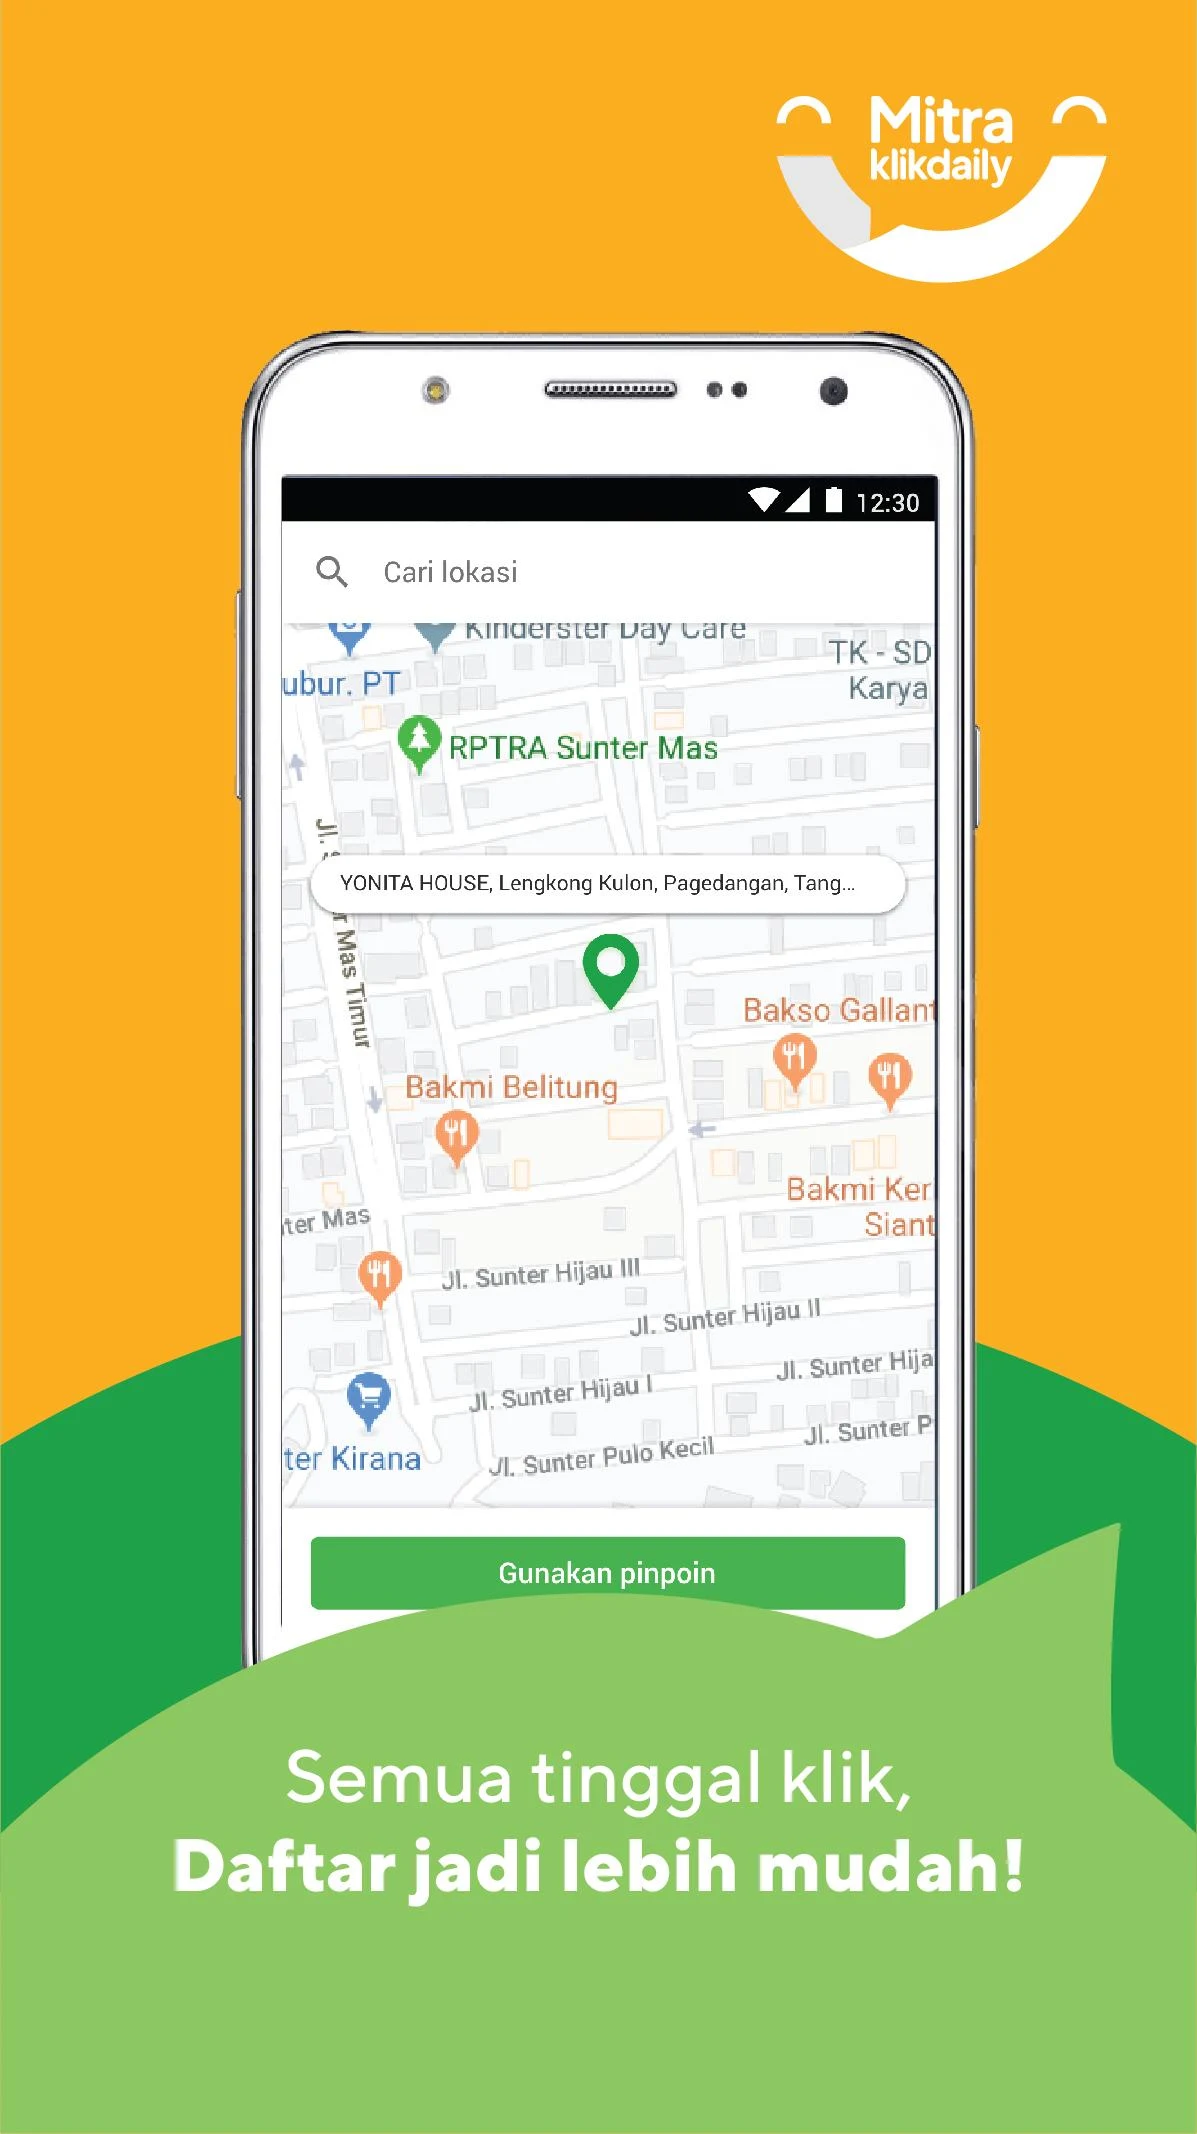 Mitra
klikdaily
12:30
Cari lokasi
Kinderster Day Care
TK - SD
Karya
ubur. PT
RPTRA Sunter Mas
YONITA HOUSE, Lengkong Kulon, Pagedangan, Tang...
Mas Timur
Bakso Gallant
Bakmi Belitung
Bakmi Ker
Siant
ter Mas
Jl. Sunter Hijau III
Jl. Sunter Hijau II
Jl. Sunter Hija
Jl. Sunter Hijau I
Jl. Sunter P
ter Kirana
Jl. Sunter Pulo Kecil
Gunakan pinpoin
Semua tinggal klik,
Daftar jadi lebih mudah!